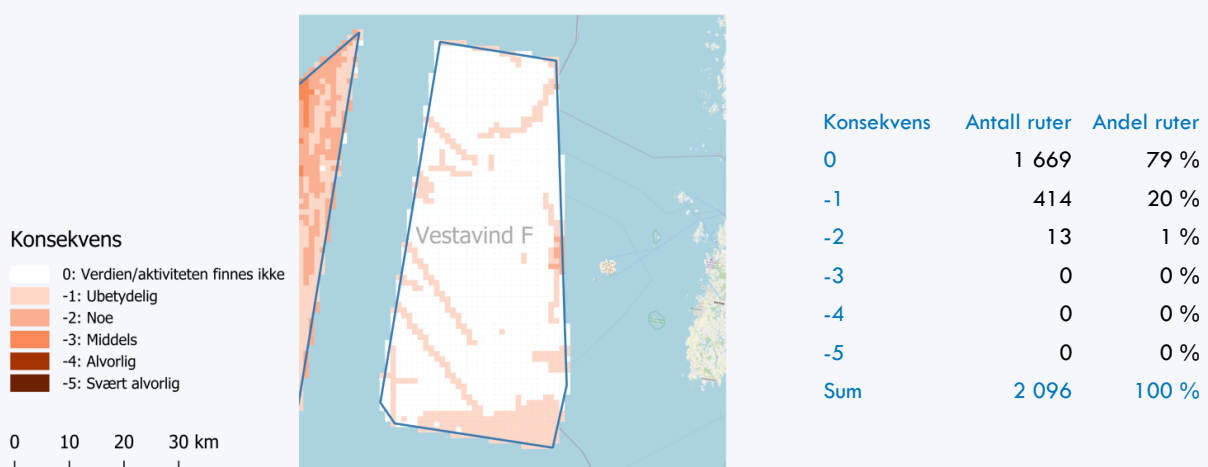 Vestavind F
Konsekvens
0: Verdien/aktiviteten finnes ikke
-1: Ubetydelig
-2: Noe
-3: Middels
-4: Alvorlig
-5: Svært alvorlig
0 10 20 30 km
Konsekvens Antall ruter Andel ruter
0 1 669 79 %
-1 414 20 %
-2 13 1 %
-3 0 0 %
-4 0 0 %
-5 0 0 %
Sum 2 096 100 %